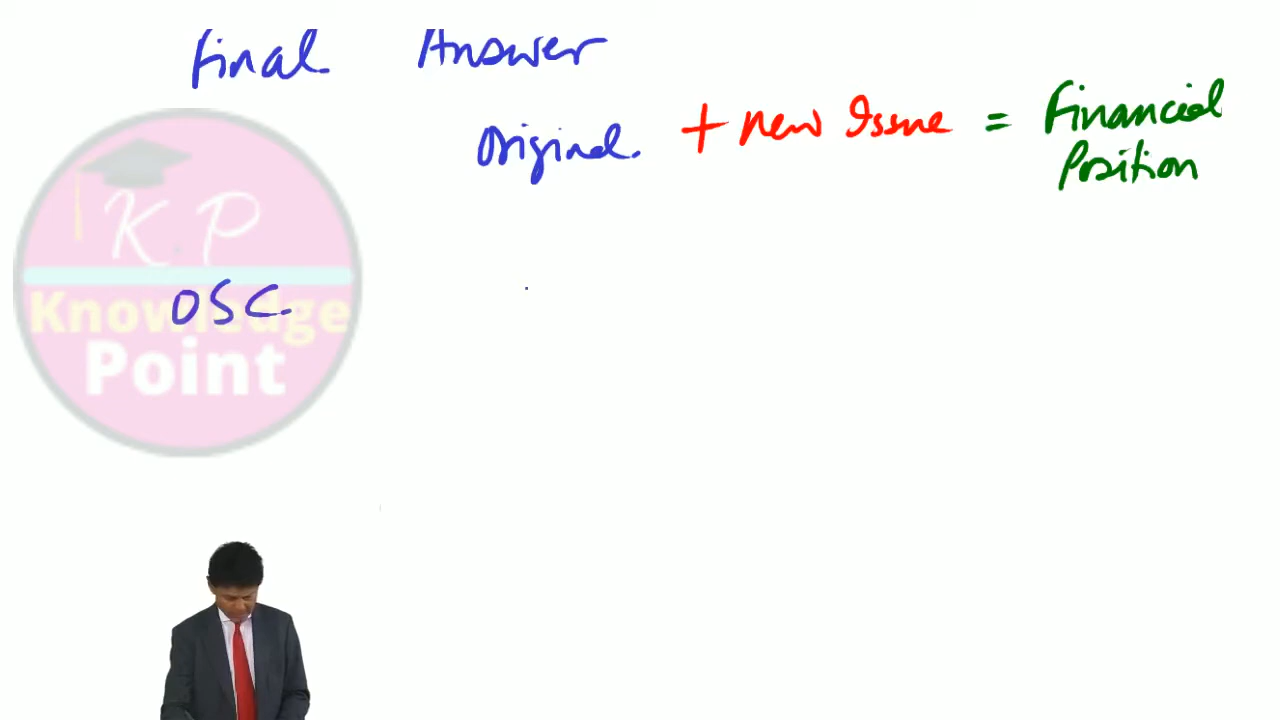 Final Answer
Original. + new Issue = Financial
Position
K.P
OSC.
Knowledge
Point